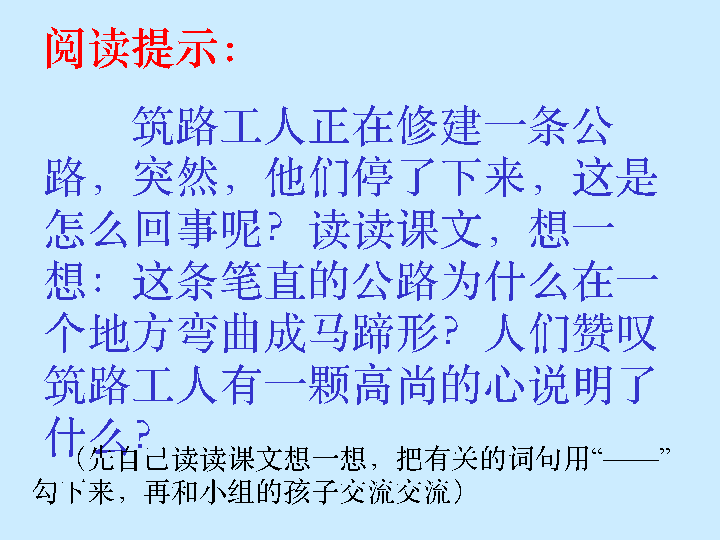 阅读提示：
筑路工人正在修建一条公
路，突然，他们停了下来，这是
怎么回事呢？读读课文，想一
想：这条笔直的公路为什么在一
个地方弯曲成马蹄形？人们赞叹
筑路工人有一颗高尚的心说明了
什么？
（先自己读读课文想一想，把有关的词句用“——”
勾下来，再和小组的孩子交流交流）